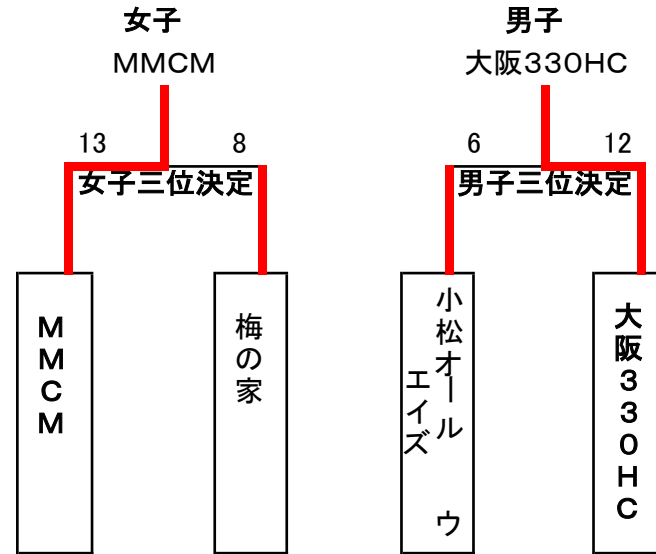 女子
MMCM
13
8
女子三位決定
MMCM
梅の家
男子
大阪330HC
6
12
男子三位決定
小松オール　ウ
エイズ
大阪330HC